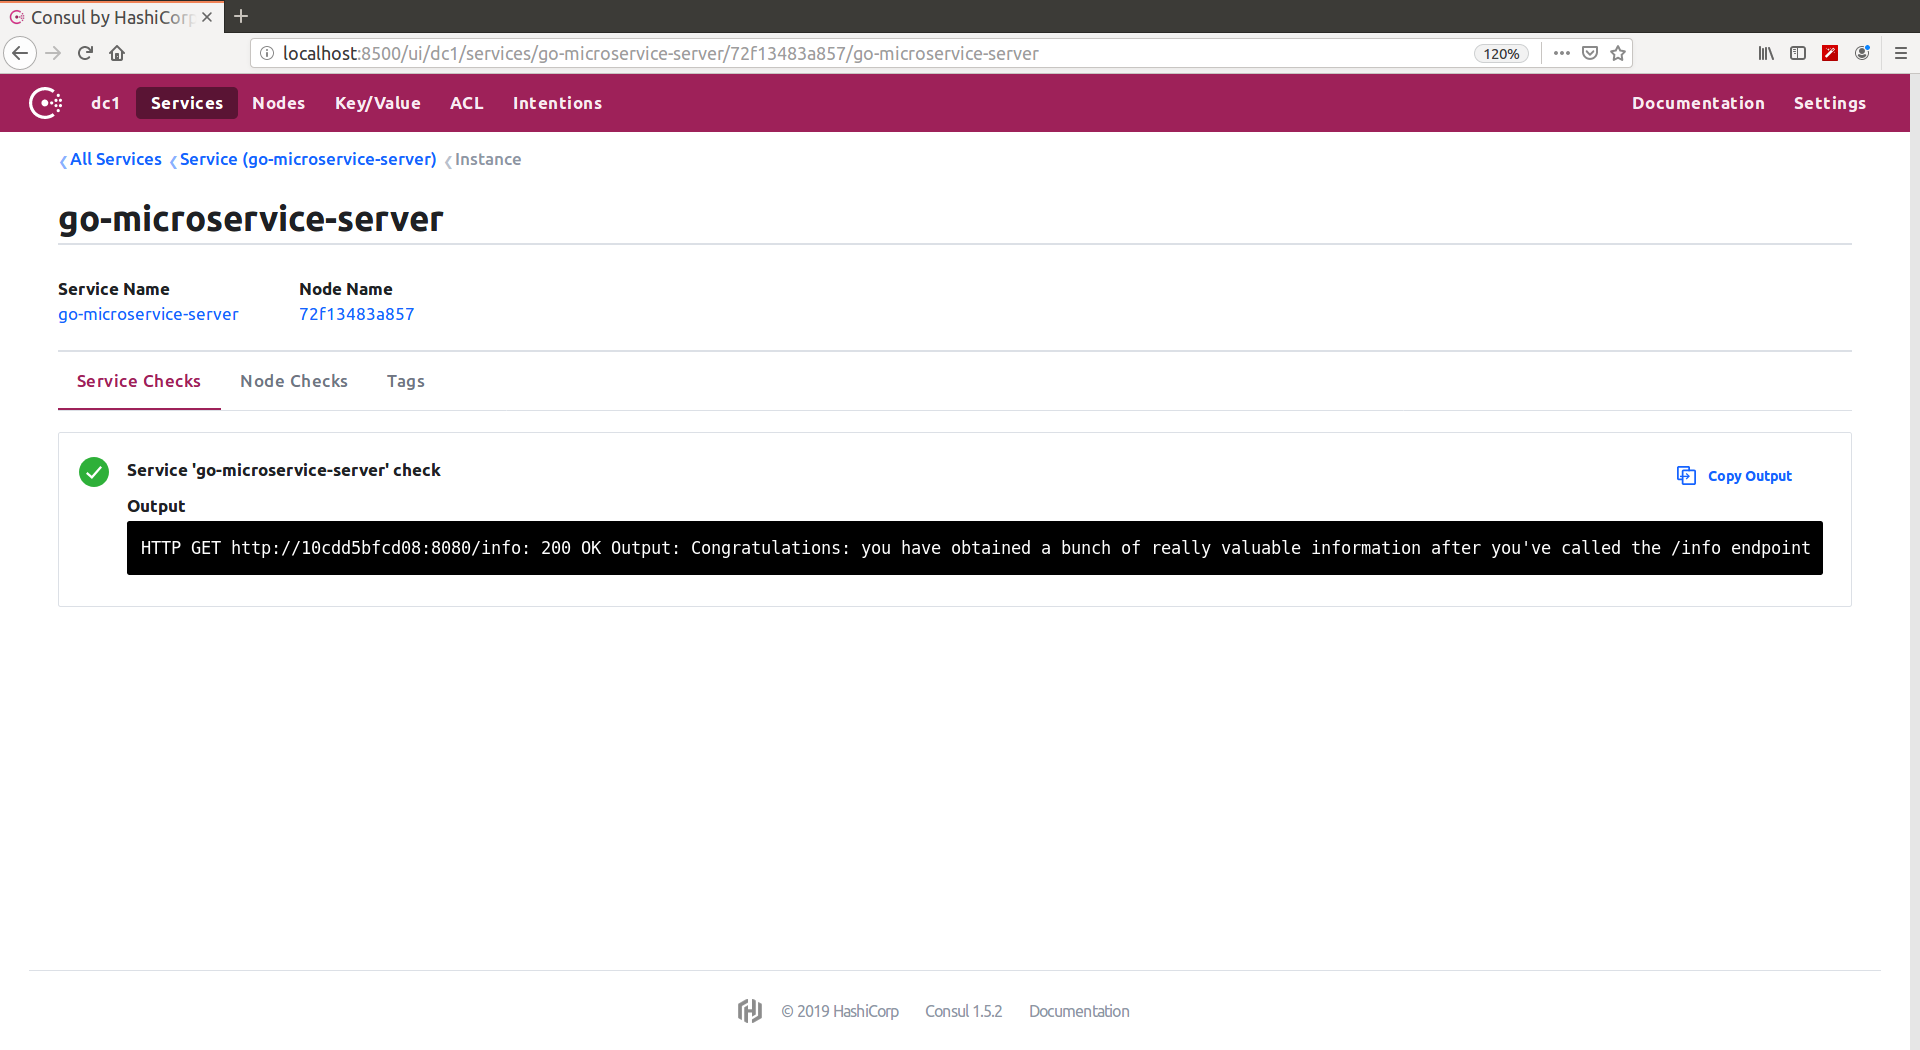 Consul by HashiCorp
localhost:8500/ui/dc1/services/go-microservice-server/72f13483a857/go-microservice-server 120%
dc1 Services Nodes Key/Value ACL Intentions Documentation Settings
All Services Service (go-microservice-server) Instance
go-microservice-server
Service Name Node Name
go-microservice-server 72f13483a857
Service Checks Node Checks Tags
Service 'go-microservice-server' check
Copy Output
Output
HTTP GET http://10cdd5bfcd08:8080/info: 200 OK Output: Congratulations: you have obtained a bunch of really valuable information after you've called the /info endpoint
© 2019 HashiCorp Consul 1.5.2 Documentation